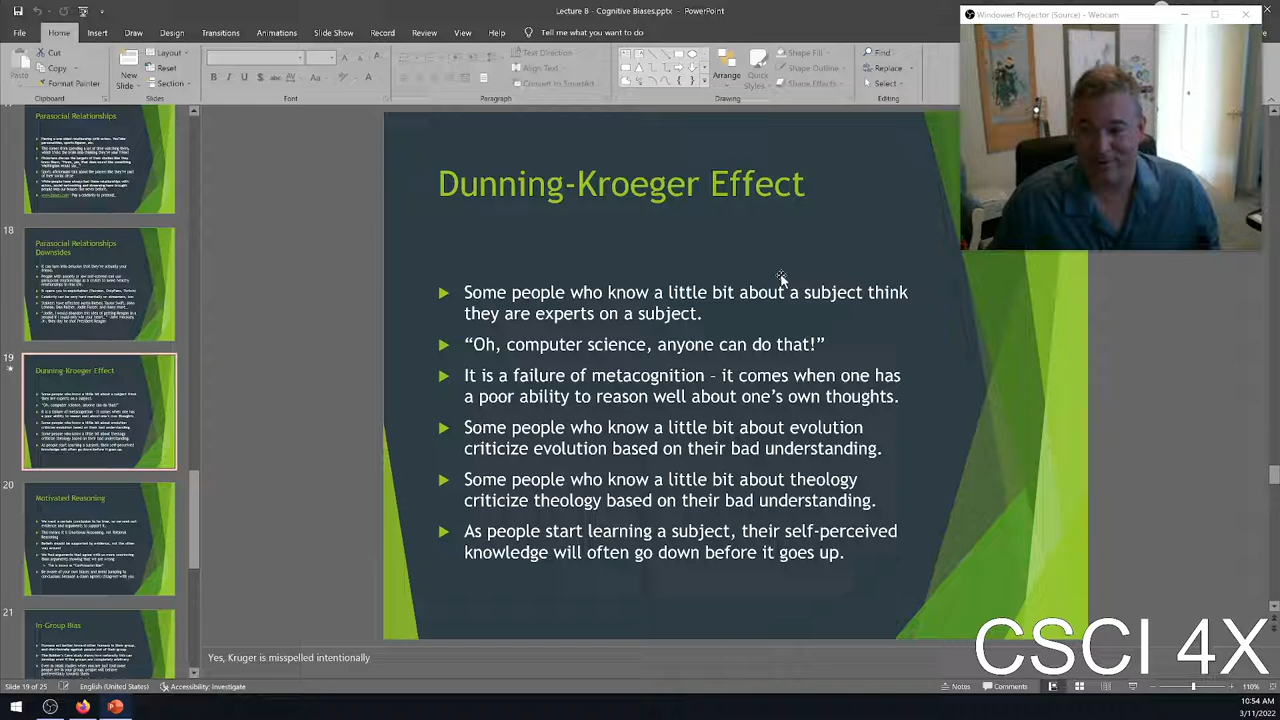 Lecture 8 - Cognitive Biases.pptx - PowerPoint
Windowed Projector (Source) - Webcam
Home Insert Draw Design Transitions
Show
Tell me what you want to do
Cut
Copy
Format Painter
Paste
New
Slide
Layout
Reset
Section
Text Direction
Align Text
Convert to SmartArt
Arrange
Quick
Styles
Shape Fill
Shape Effects
Find
Replace
Select
Clipboard
Slides
Font
Paragraph
Drawing
Editing
Parasocial Relationships
18
Parasocial Relationships
Downsides
19
Dunning-Kroeger Effect
20
Motivated Reasoning
21
In-Group Bias
Dunning-Kroeger Effect
Some people who know a little bit about a subject think
they are experts on a subject.
“Oh, computer science, anyone can do that!”
It is a failure of metacognition – it comes when one has
a poor ability to reason well about one’s own thoughts.
Some people who know a little bit about evolution
criticize evolution based on their bad understanding.
Some people who know a little bit about theology
criticize theology based on their bad understanding.
As people start learning a subject, their self-perceived
knowledge will often go down before it goes up.
CSCI 4X
Yes, Kruger is misspelled intentionally
Slide 19 of 25
English (United States)
Accessibility: Investigate
Notes
Comments
110%
10:54 AM
3/11/2022